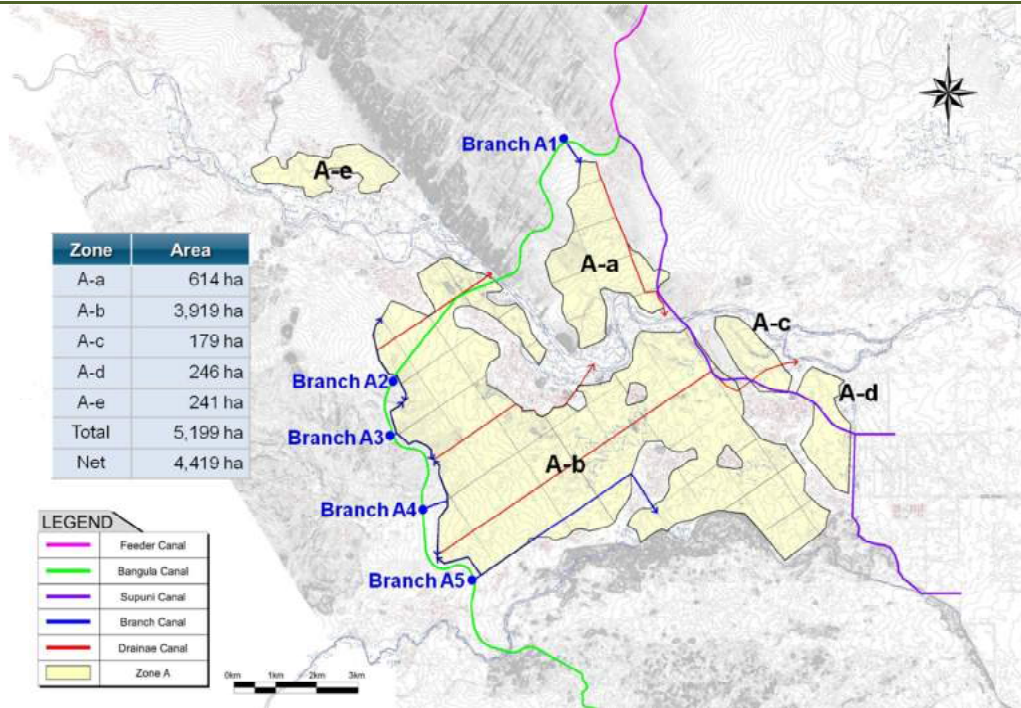 Branch A1
A-e
Zone Area
A-a 614 ha
A-b 3,919 ha
A-c 179 ha
A-d 246 ha
A-e 241 ha
Total 5,199 ha
Net 4,419 ha
A-a
A-c
A-d
Branch A2
Branch A3
A-b
Branch A4
Branch A5
LEGEND
Feeder Canal
Bangula Canal
Supuni Canal
Branch Canal
Drainae Canal
Zone A
0km 1km 2km 3km